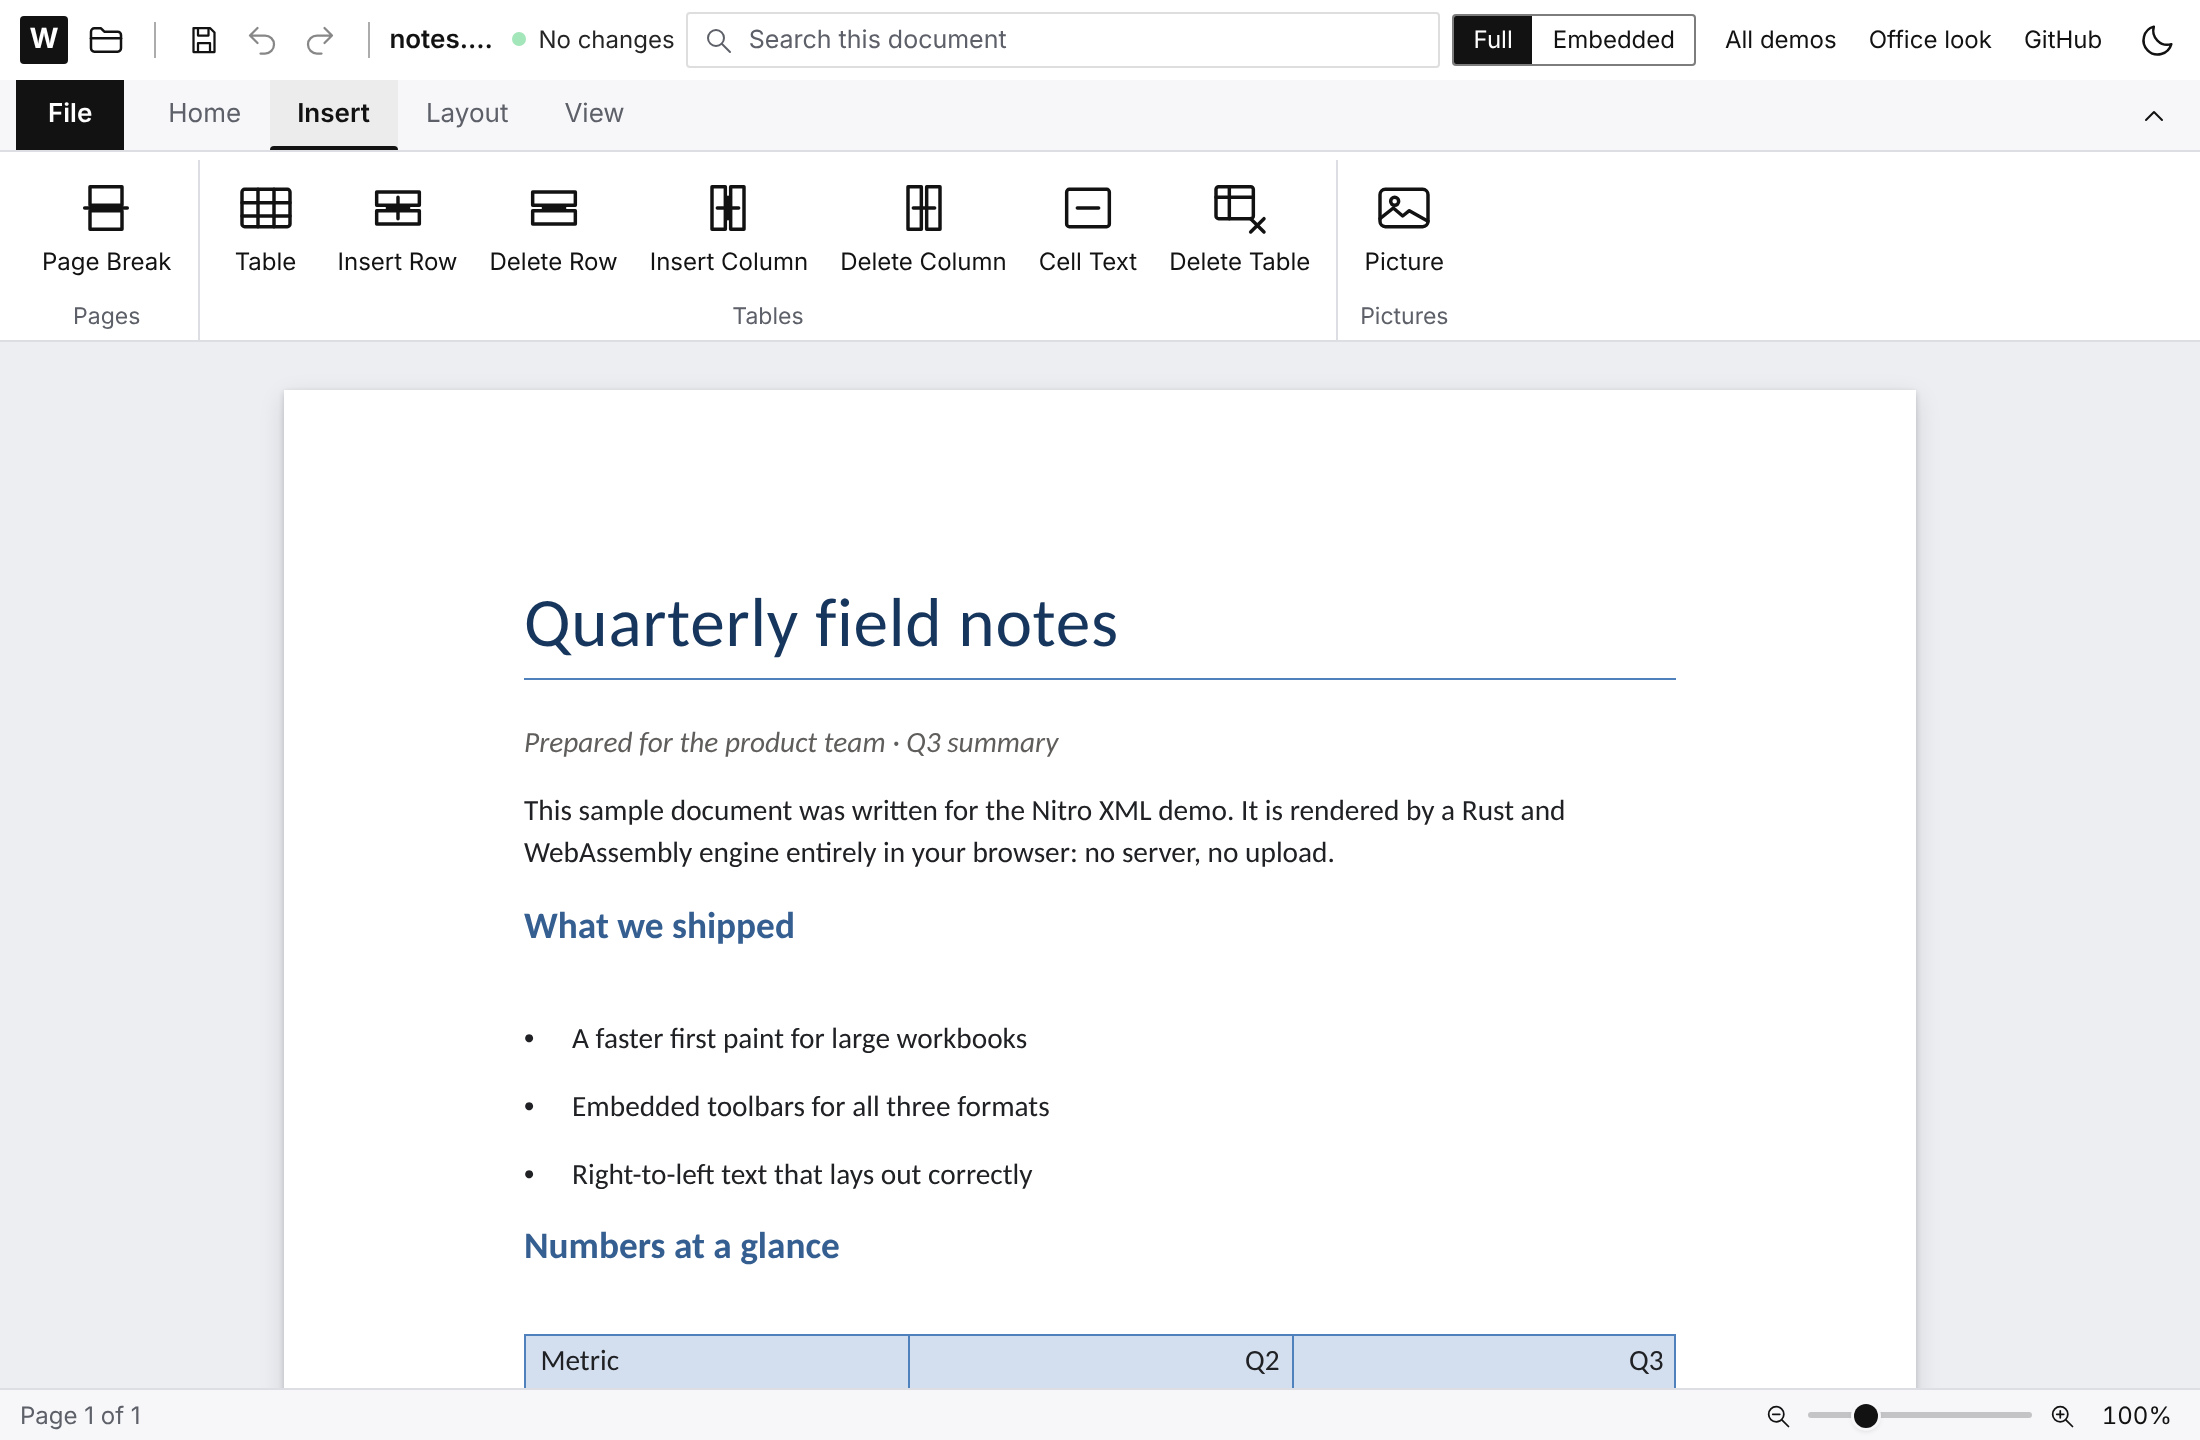 W
notes....
No changes
Search this document
Full
Embedded
All demos
Office look
GitHub
File
Home
Insert
Layout
View
Page Break
Table
Insert Row
Delete Row
Insert Column
Delete Column
Cell Text
Delete Table
Picture
Pages
Tables
Pictures
Quarterly field notes
Prepared for the product team · Q3 summary
This sample document was written for the Nitro XML demo. It is rendered by a Rust and
WebAssembly engine entirely in your browser: no server, no upload.
What we shipped
• A faster first paint for large workbooks
• Embedded toolbars for all three formats
• Right-to-left text that lays out correctly
Numbers at a glance
Metric Q2 Q3
Page 1 of 1
100%